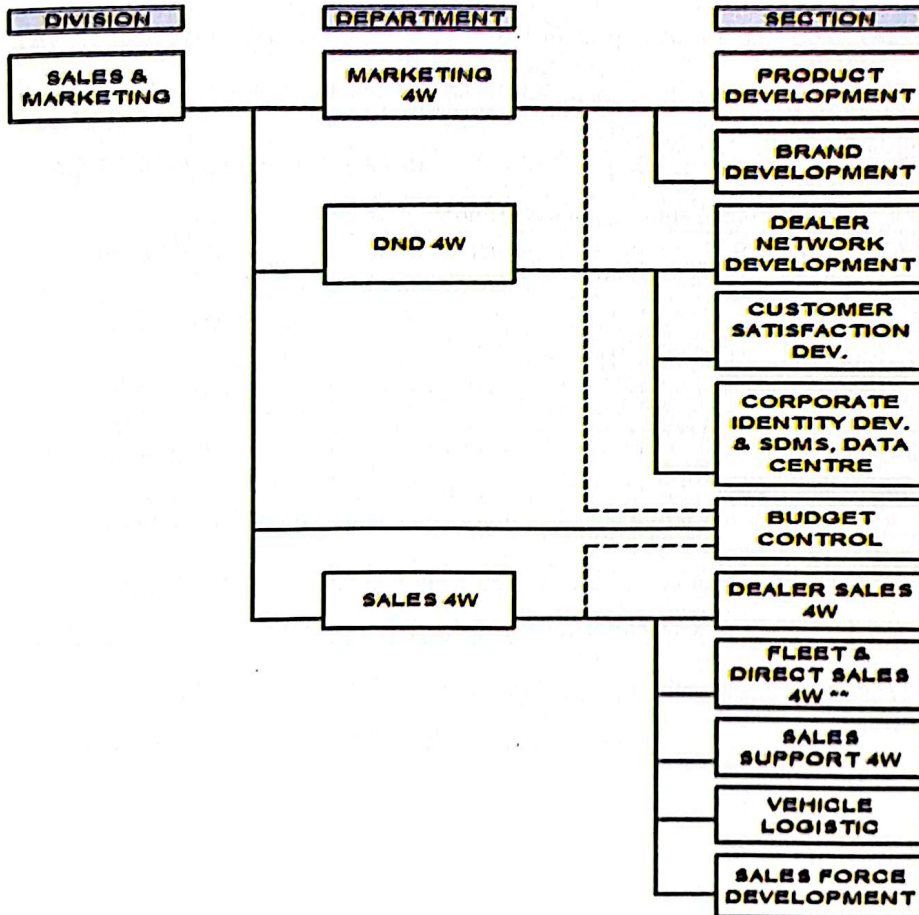 DIVISION
DEPARTMENT
SECTION
SALES &
MARKETING
MARKETING
4W
PRODUCT
DEVELOPMENT
BRAND
DEVELOPMENT
DND 4W
DEALER
NETWORK
DEVELOPMENT
CUSTOMER
SATISFACTION
DEV.
CORPORATE
IDENTITY DEV.
& SDMS, DATA
CENTRE
BUDGET
CONTROL
SALES 4W
DEALER SALES
4W
FLEET &
DIRECT SALES
4W **
SALES
SUPPORT 4W
VEHICLE
LOGISTIC
SALES FORCE
DEVELOPMENT